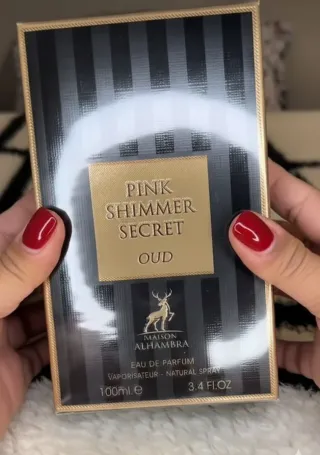 PINK
SHIMMER
SECRET
OUD
MAISON
ALHAMBRA
EAU DE PARFUM
VAPORISATEUR - NATURAL SPRAY
100ml e 3.4 Fl.OZ